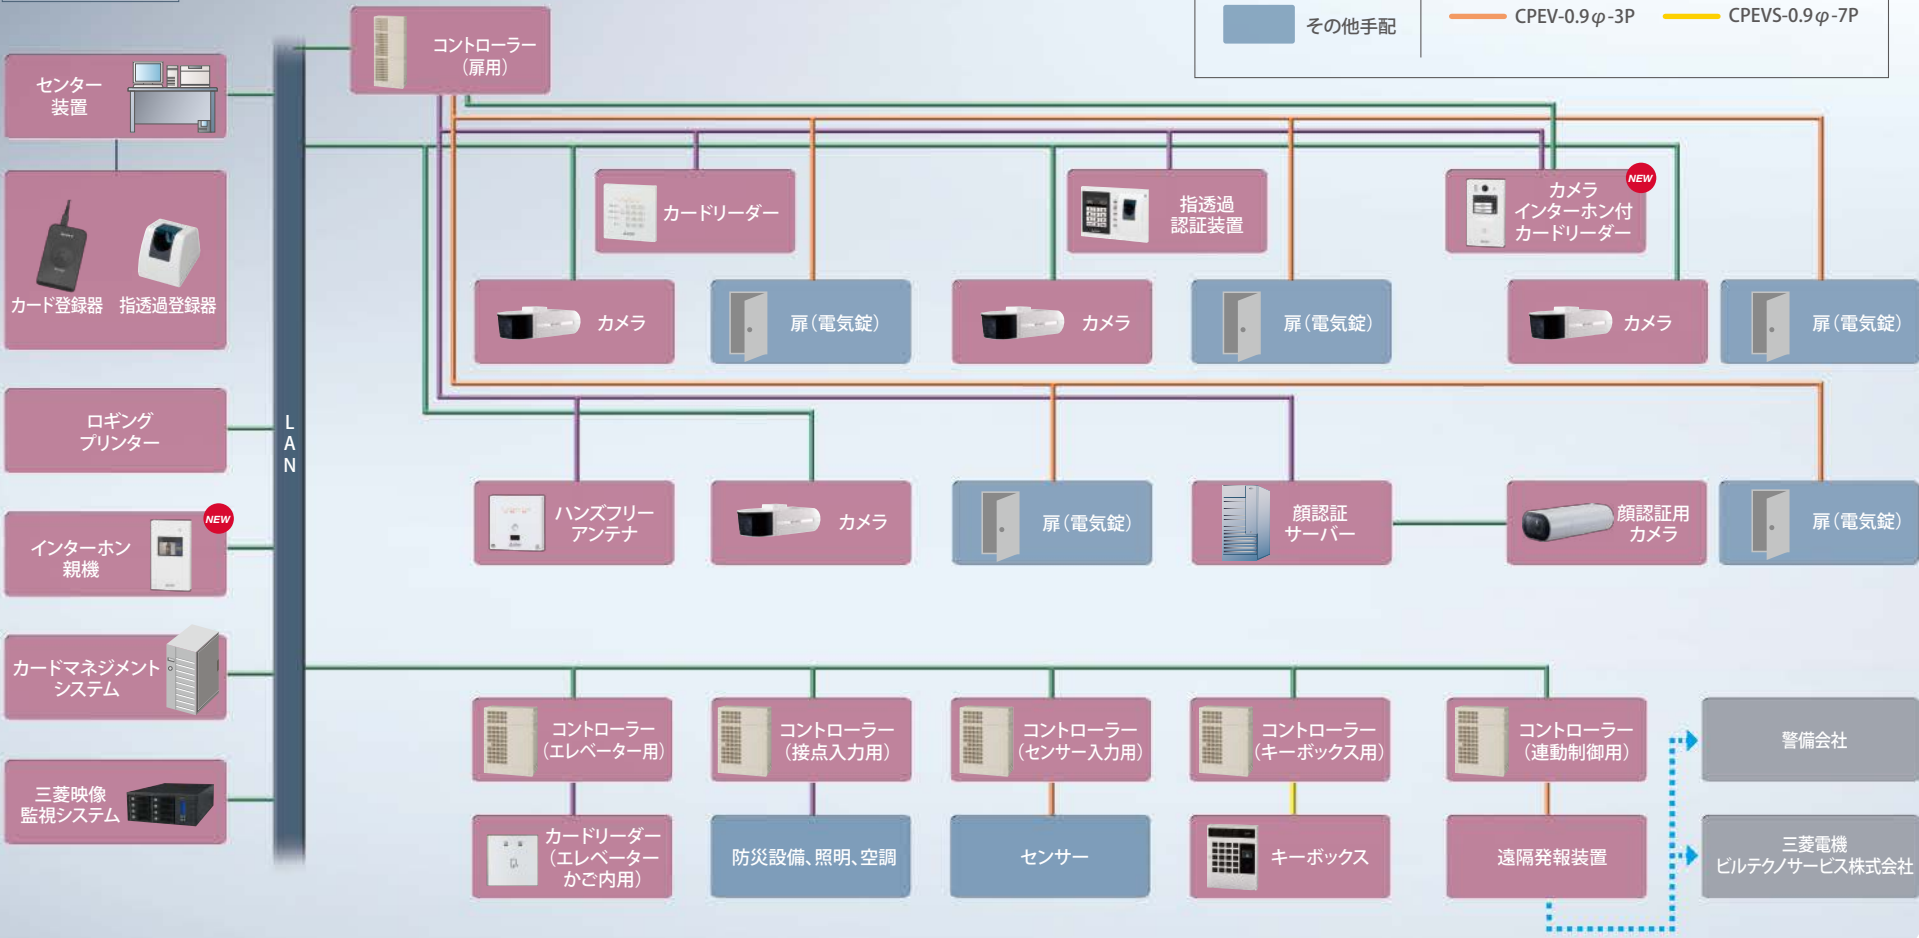 その他手配
CPEV-0.9φ-3P
CPEVS-0.9φ-7P
コントローラー
（扉用）
センター
装置
カード登録器
指透過登録器
ロギング
プリンター
NEW
インターホン
親機
カードマネジメント
システム
三菱映像
監視システム
LAN
カードリーダー
指透過
認証装置
NEW
カメラ
インターホン付
カードリーダー
カメラ
扉（電気錠）
カメラ
扉（電気錠）
カメラ
扉（電気錠）
ハンズフリー
アンテナ
カメラ
扉（電気錠）
顔認証
サーバー
顔認証用
カメラ
扉（電気錠）
コントローラー
（エレベーター用）
コントローラー
（接点入力用）
コントローラー
（センサー入力用）
コントローラー
（キーボックス用）
コントローラー
（連動制御用）
警備会社
カードリーダー
（エレベーター
かご内用）
防災設備、照明、空調
センサー
キーボックス
遠隔発報装置
三菱電機
ビルテクノサービス株式会社